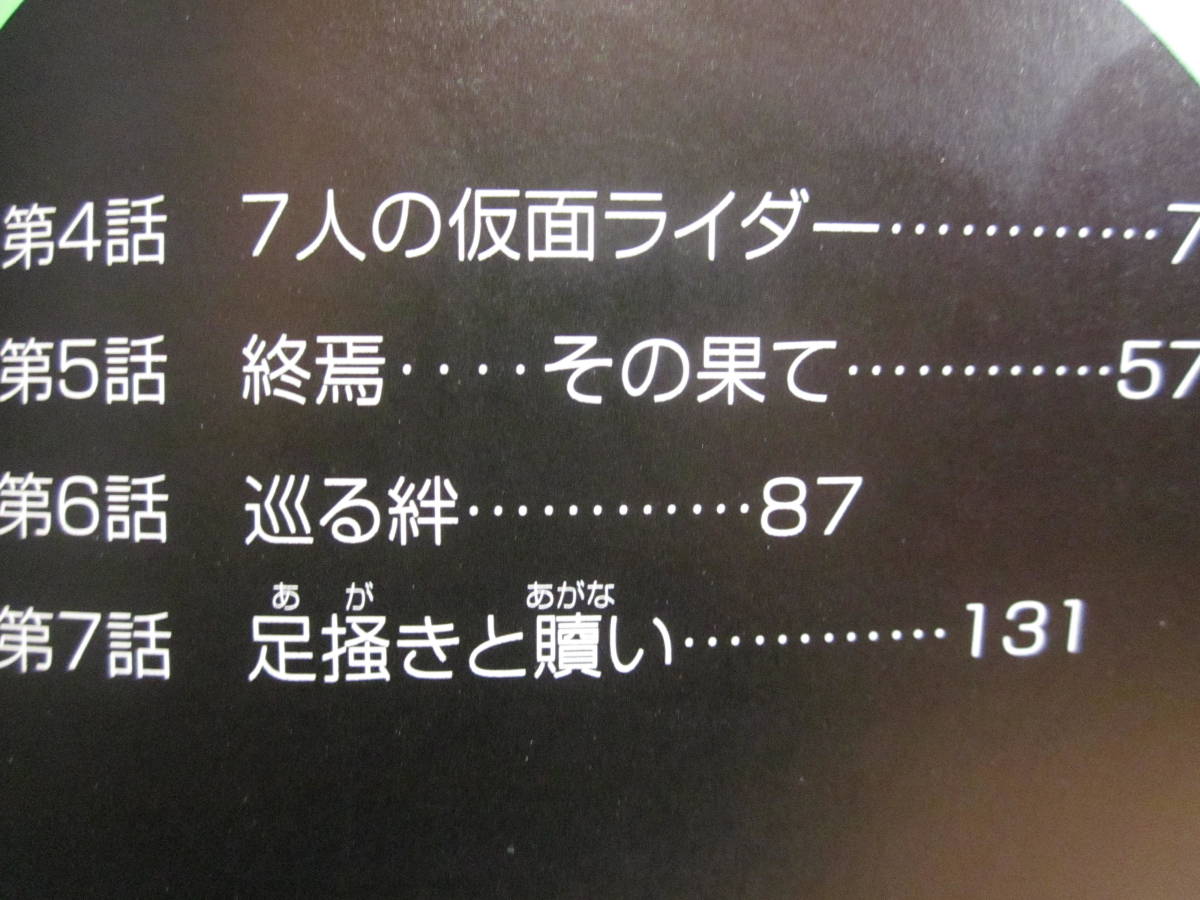 第4話 7人の仮面ライダー…………7
第5話 終焉‥‥その果て…………57
第6話 巡る絆…………87
あ が あがな
第7話 足掻きと贖い…………131